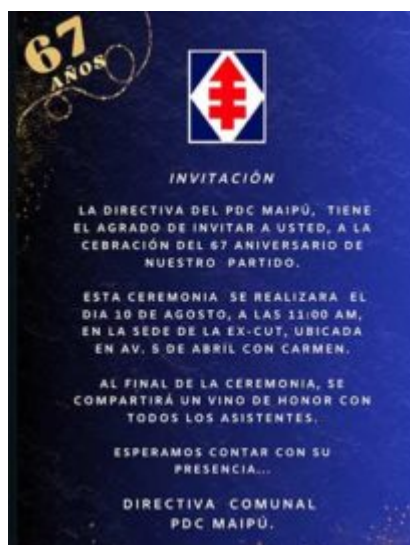 67
AÑOS
INVITACIÓN
LA DIRECTIVA DEL PDC MAIPÚ, TIENE
EL AGRADO DE INVITAR A USTED, A LA
CEBRACIÓN DEL 67 ANIVERSARIO DE
NUESTRO PARTIDO.
ESTA CEREMONIA SE REALIZARA EL
DIA 10 DE AGOSTO, A LAS 11:00 AM,
EN LA SEDE DE LA EX-CUT, UBICADA
EN AV. 5 DE ABRIL CON CARMEN.
AL FINAL DE LA CEREMONIA, SE
COMPARTIRÁ UN VINO DE HONOR CON
TODOS LOS ASISTENTES.
ESPERAMOS CONTAR CON SU
PRESENCIA...
DIRECTIVA COMUNAL
PDC MAIPÚ.